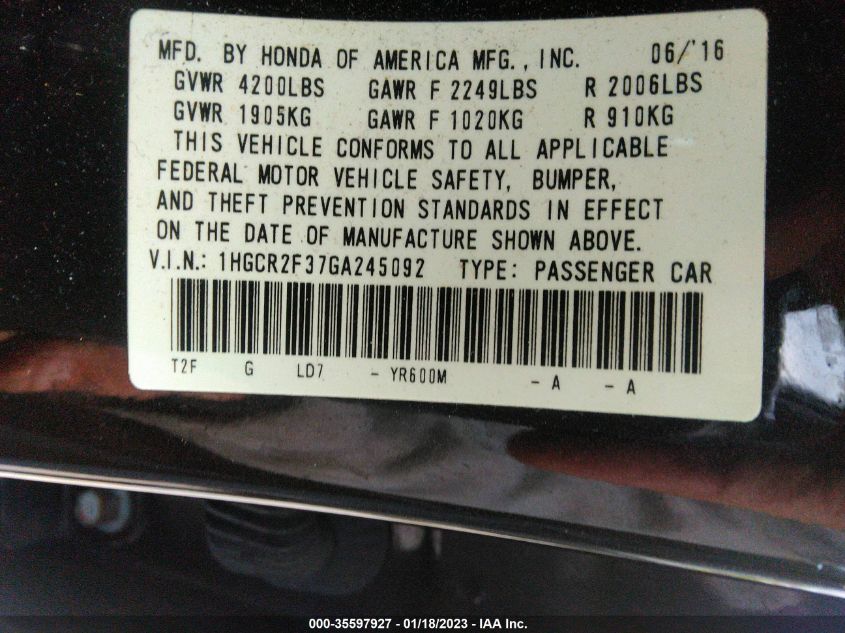 MFD. BY HONDA OF AMERICA MFG., INC. 06/'16
GVWR 4200LBS GAWR F 2249LBS R 2006LBS
GVWR 1905KG GAWR F 1020KG R 910KG
THIS VEHICLE CONFORMS TO ALL APPLICABLE
FEDERAL MOTOR VEHICLE SAFETY, BUMPER,
AND THEFT PREVENTION STANDARDS IN EFFECT
ON THE DATE OF MANUFACTURE SHOWN ABOVE.
V.I.N.: 1HGCR2F37GA245092 TYPE: PASSENGER CAR
T2F G LD7 - YR600M - A - A
000-35597927 - 01/18/2023 - IAA Inc.